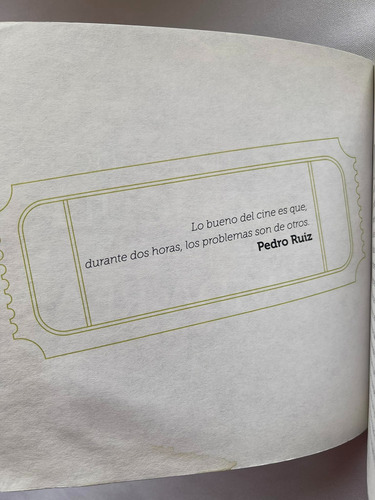 Lo bueno del cine es que,
durante dos horas, los problemas son de otros.
Pedro Ruiz